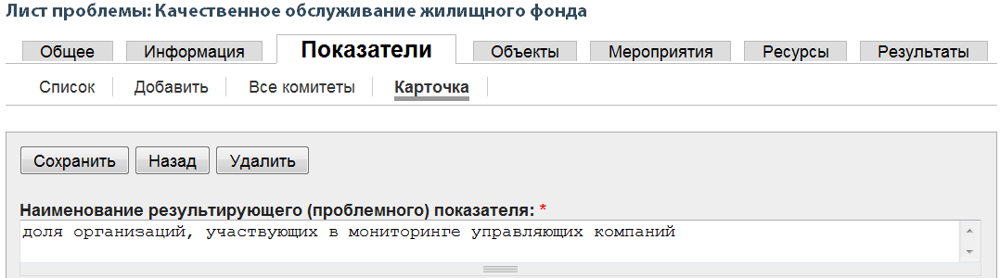 Лист проблемы: Качественное обслуживание жилищного фонда
Общее Информация Показатели Объекты Мероприятия Ресурсы Результаты
Список Добавить Все комитеты Карточка
Сохранить Назад Удалить
Наименование результирующего (проблемного) показателя: *
доля организаций, участвующих в мониторинге управляющих компаний